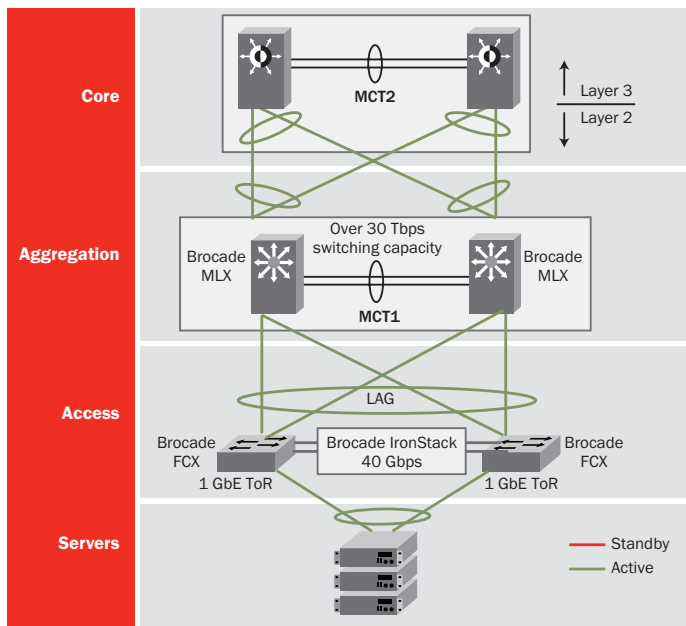 Core
MCT2
Layer 3
Layer 2
Aggregation
Over 30 Tbps
switching capacity
Brocade
MLX
Brocade
MLX
MCT1
Access
LAG
Brocade
FCX
Brocade IronStack
40 Gbps
Brocade
FCX
1 GbE ToR
1 GbE ToR
Servers
Standby
Active